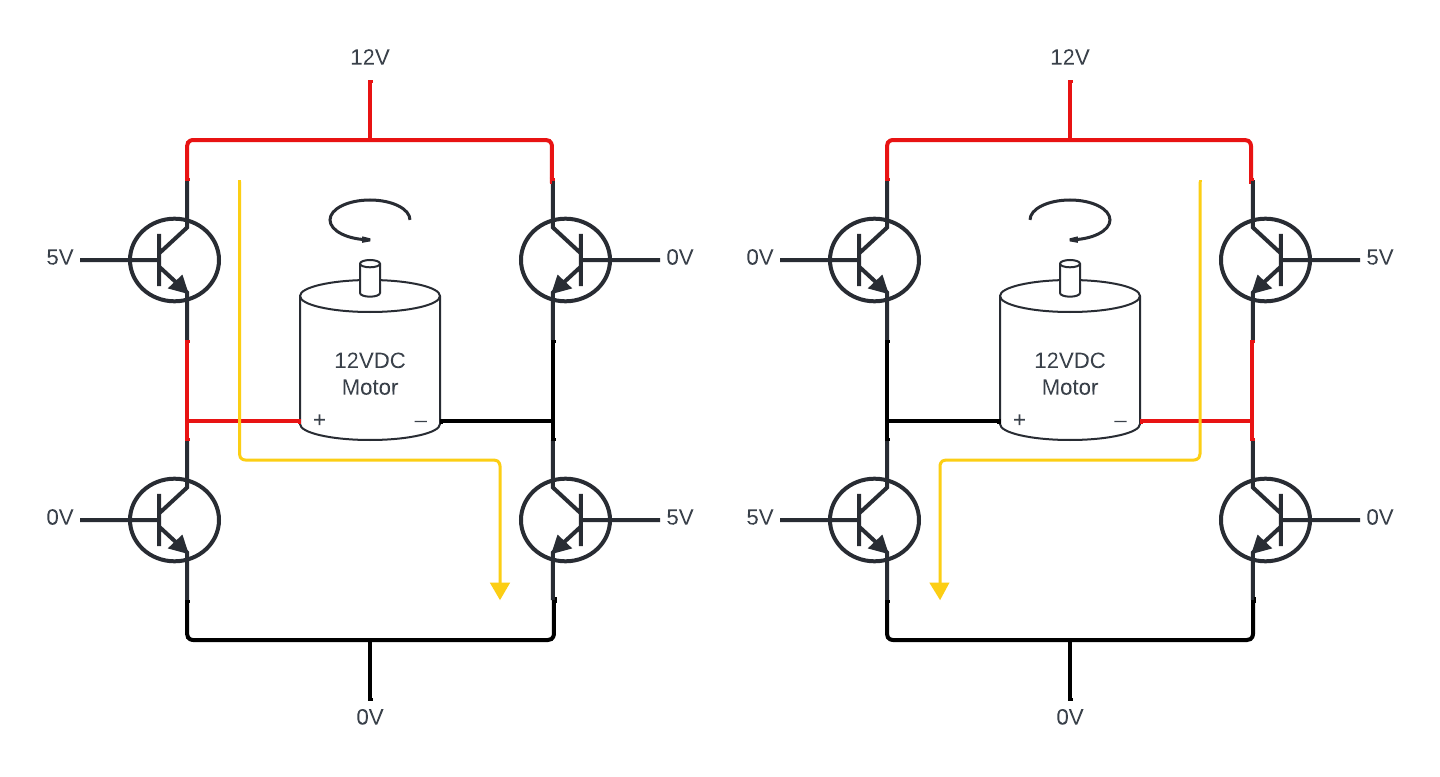 12V
5V
0V
12VDC
Motor
+ –
0V
5V
0V
12V
0V
5V
12VDC
Motor
+ –
5V
0V
0V